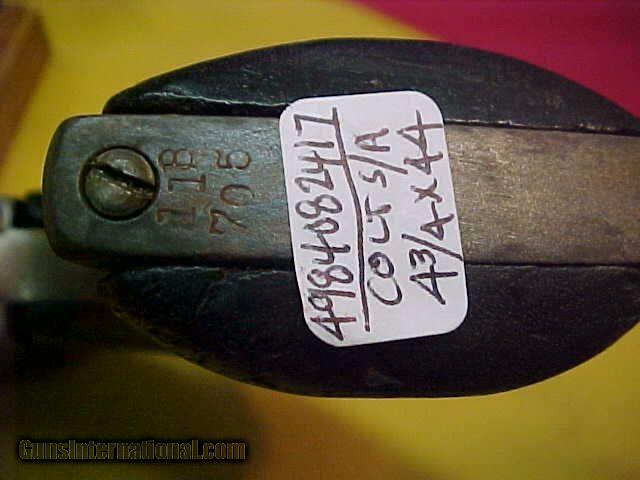 118
705
4984082417
COLT S/A
4 3/4 X 44
GunsInternational.com